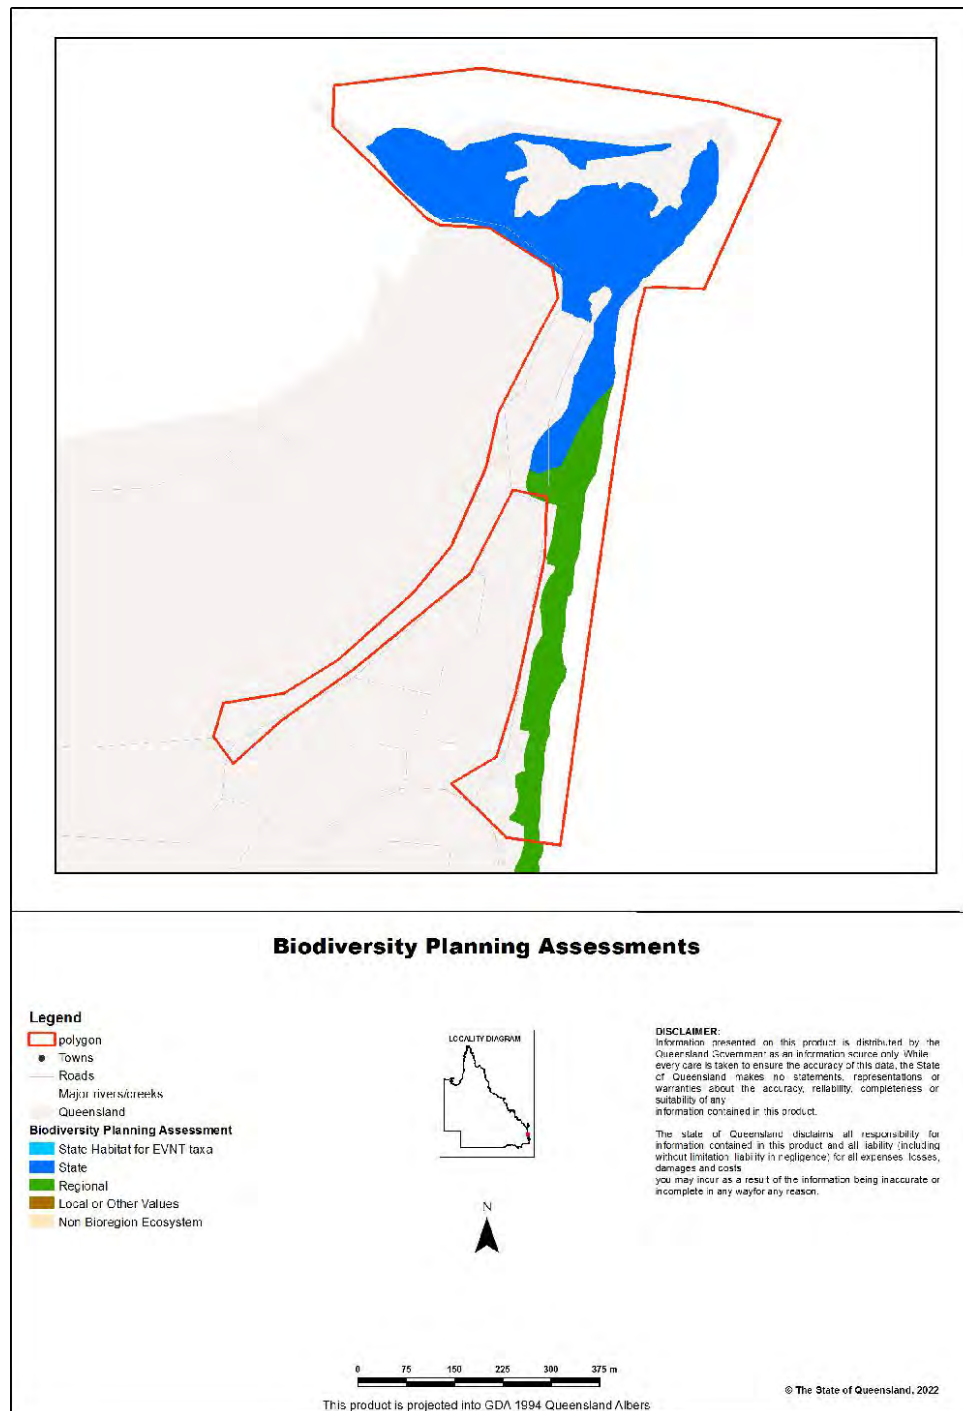 Biodiversity Planning Assessments
Legend
polygon
Towns
Roads
Major rivers/creeks
Queensland
Biodiversity Planning Assessment
State Habitat for EVNT taxa
State
Regional
Local or Other Values
Non Bioregion Ecosystem
LOCALITY DIAGRAM
N
DISCLAIMER:
Information presented on this product is distributed by the
Queensland Government as an information source only. While
every care is taken to ensure the accuracy of this data, the State
of Queensland makes no statements, representations or
warranties about the accuracy, reliability, completeness or
suitability of any
information contained in this product.
The state of Queensland disclaims all responsibility for
information contained in this product and all liability (including
without limitation, liability in negligence) for all expenses, losses,
damages and costs
you may incur as a result of the information being inaccurate or
incomplete in any wayfor any reason.
0 75 150 225 300 375 m
This product is projected into GDA 1994 Queensland Albers
© The State of Queensland, 2022